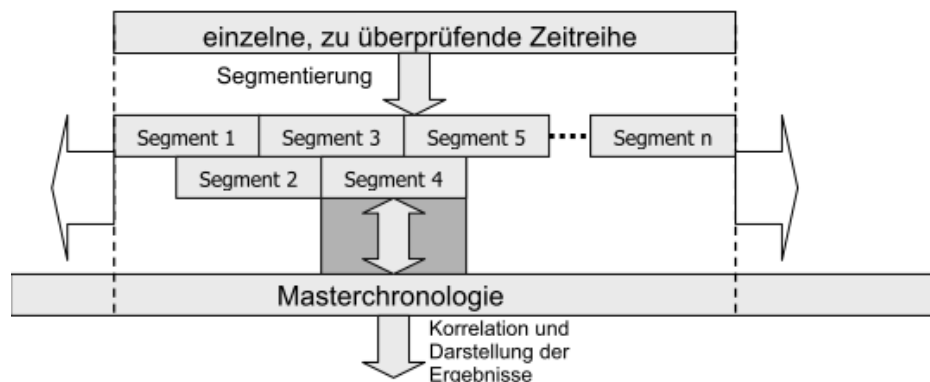 einzelne, zu überprüfende Zeitreihe
Segmentierung
Segment 1
Segment 3
Segment 5
Segment n
Segment 2
Segment 4
Masterchronologie
Korrelation und
Darstellung der
Ergebnisse